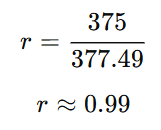 r = 375 / 377.49
r ≈ 0.99